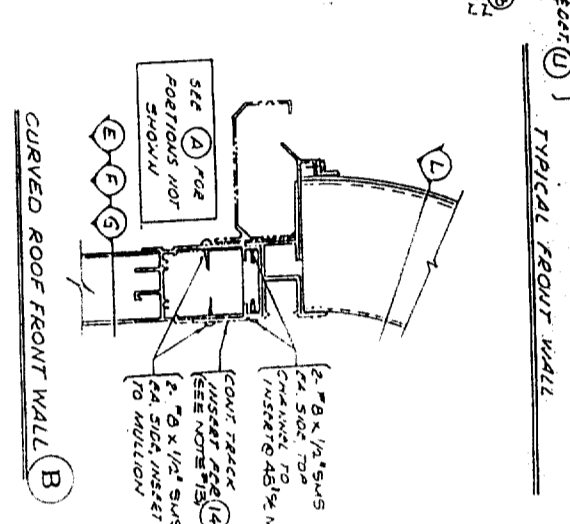 TYPICAL FRONT WALL
L
SEE A FOR
PORTIONS NOT
SHOWN
E F G
2-#8 x 1/2" SMS
EA. SIDE, TOP
CHANNEL TO
CONT. TRACK
INSERT FOR 14
(SEE NOTE #13)
2-#8 x 1/2" SMS
EA. SIDE, INSERT
TO MULLION
CURVED ROOF FRONT WALL B